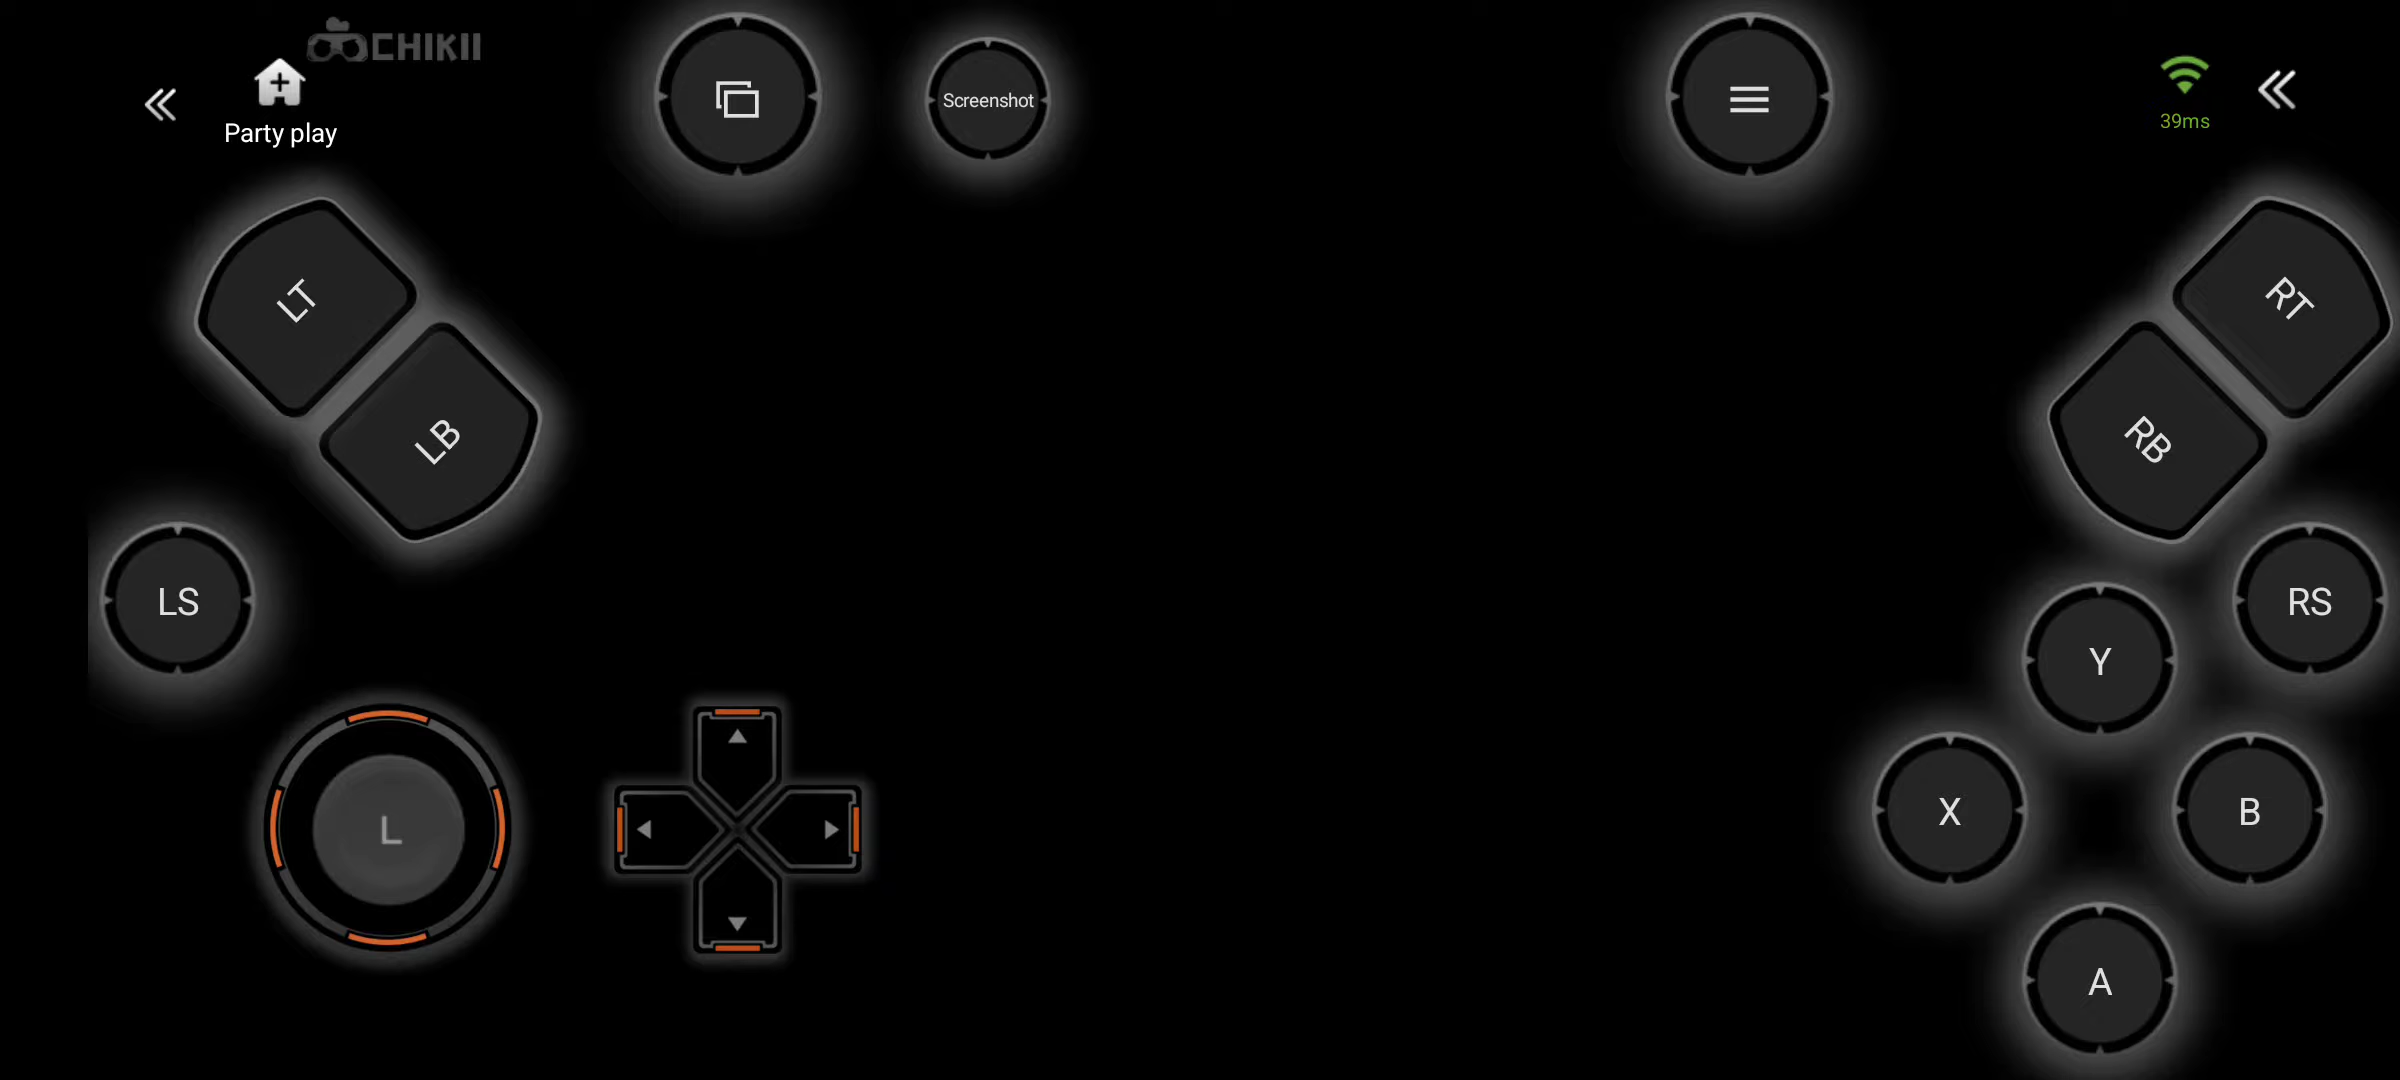 CHIKII
Party play
Screenshot
39ms
LT
RT
LB
RB
LS
RS
Y
X
B
L
A